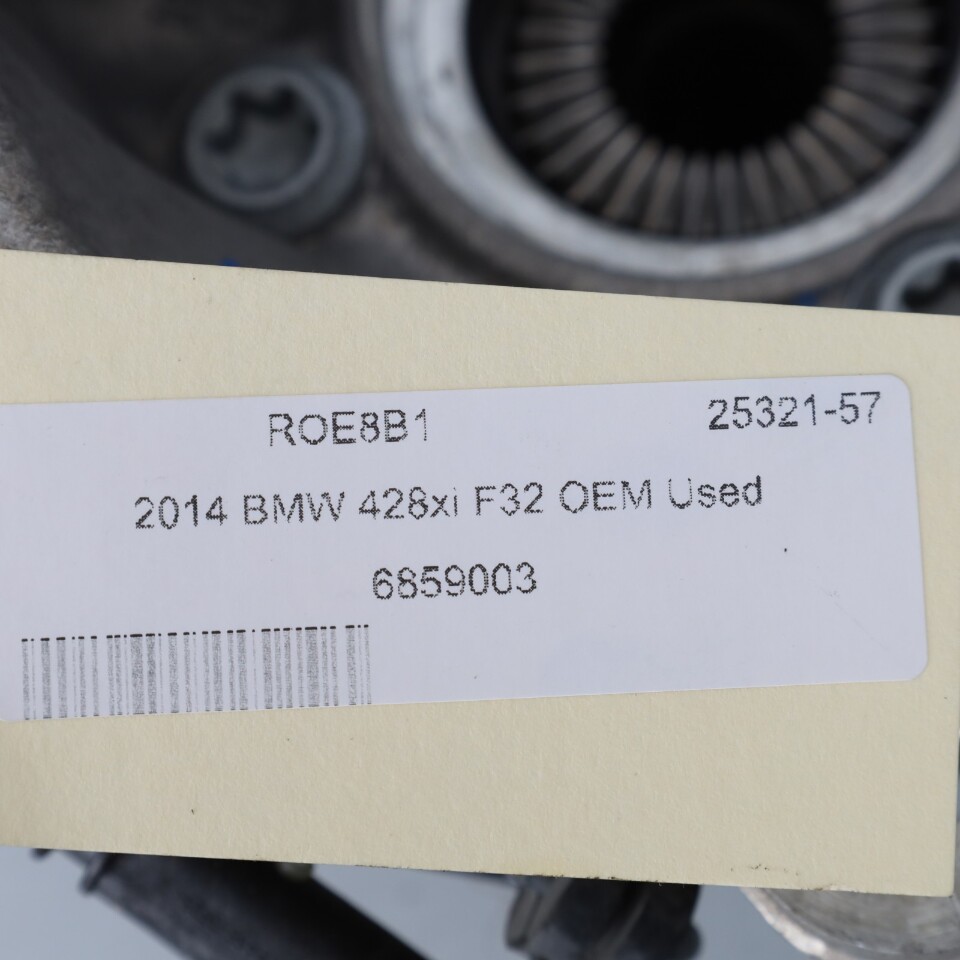 ROE8B1 25321-57
2014 BMW 428xi F32 OEM Used
6859003